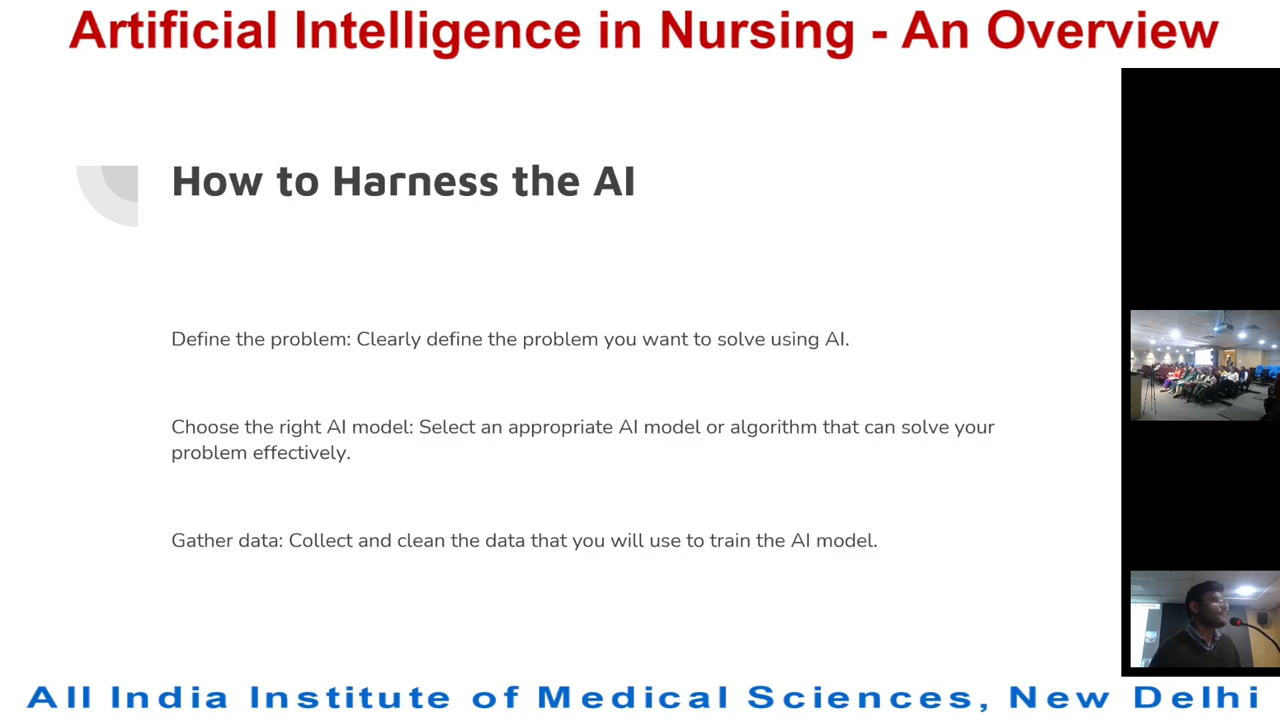 Artificial Intelligence in Nursing - An Overview
How to Harness the AI
Define the problem: Clearly define the problem you want to solve using AI.
Choose the right AI model: Select an appropriate AI model or algorithm that can solve your
problem effectively.
Gather data: Collect and clean the data that you will use to train the AI model.
All India Institute of Medical Sciences, New Delhi